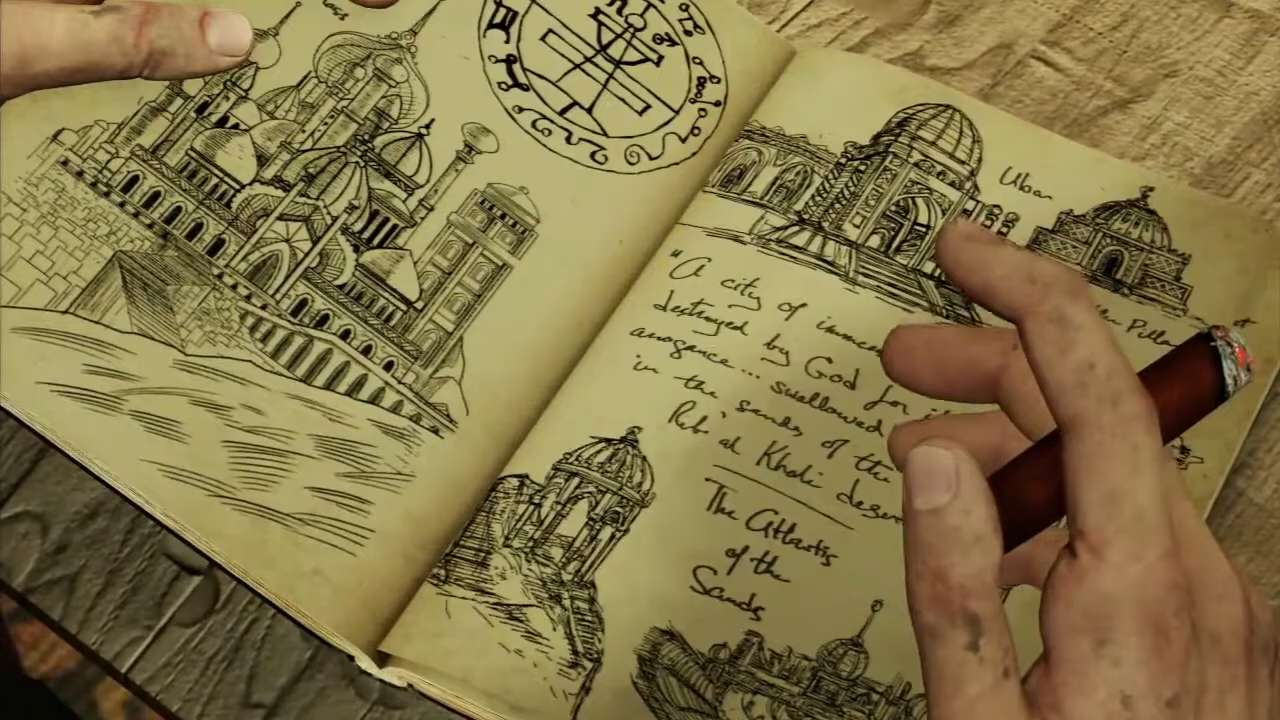 Ubar
"A city of immen
destroyed by God for
arrogance... swallowed
in the sands of the
Rub' al Khali deser
The Atlantis
of the
Sands